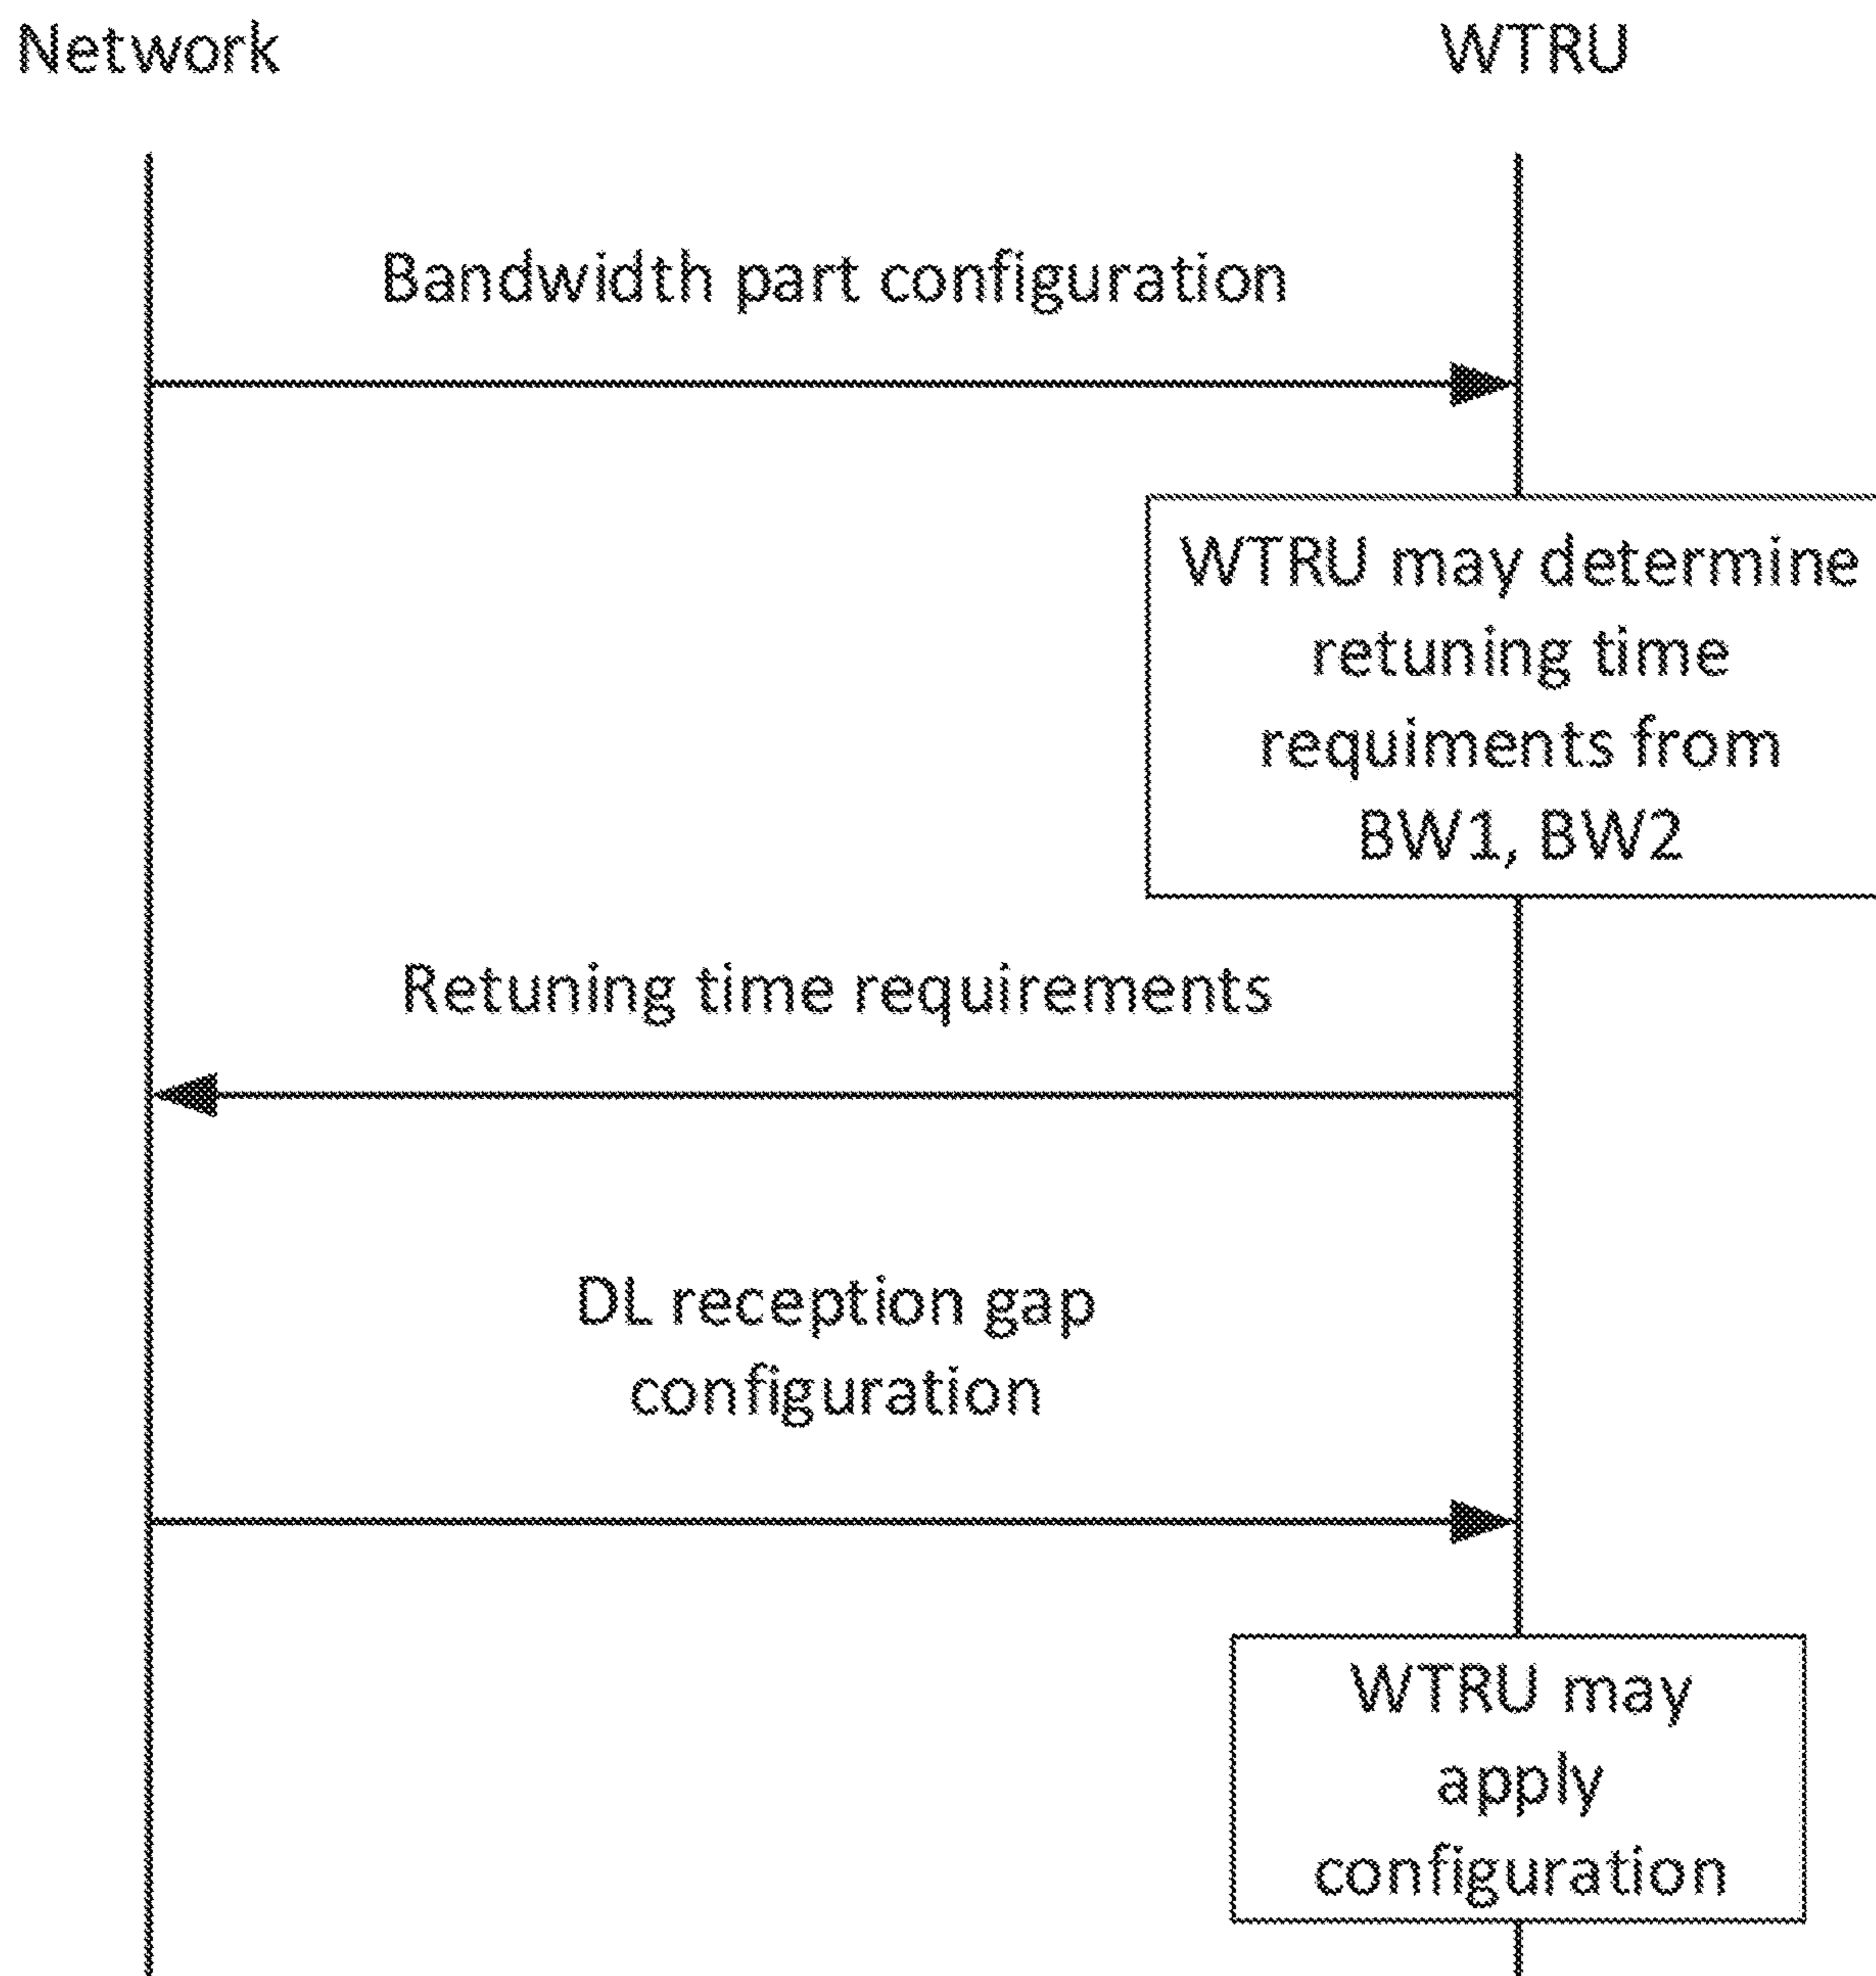 Network
WTRU
Bandwidth part configuration
WTRU may determine
retuning time
requiments from
BW1, BW2
Retuning time requirements
DL reception gap
configuration
WTRU may
apply
configuration